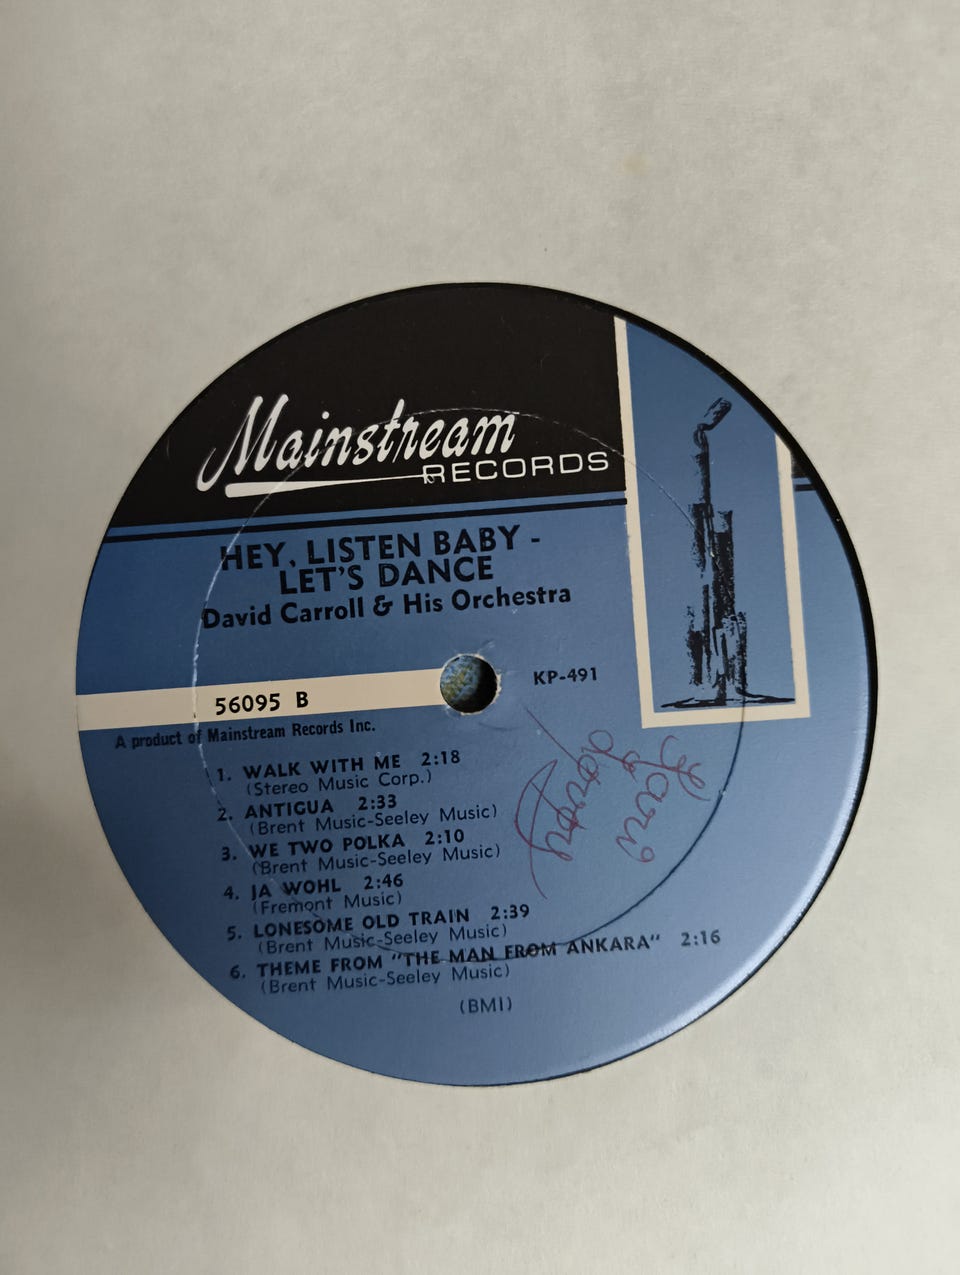 Mainstream
RECORDS
HEY, LISTEN BABY -
LET'S DANCE
David Carroll & His Orchestra
KP-491
56095 B
A product of Mainstream Records Inc.
1. WALK WITH ME 2:18
(Stereo Music Corp.)
2. ANTIGUA 2:33
(Brent Music-Seeley Music)
3. WE TWO POLKA 2:10
(Brent Music-Seeley Music)
4. JA WOHL 2:46
(Fremont Music)
5. LONESOME OLD TRAIN 2:39
(Brent Music-Seeley Music)
6. THEME FROM "THE MAN FROM ANKARA" 2:16
(Brent Music-Seeley Music)
(BMI)